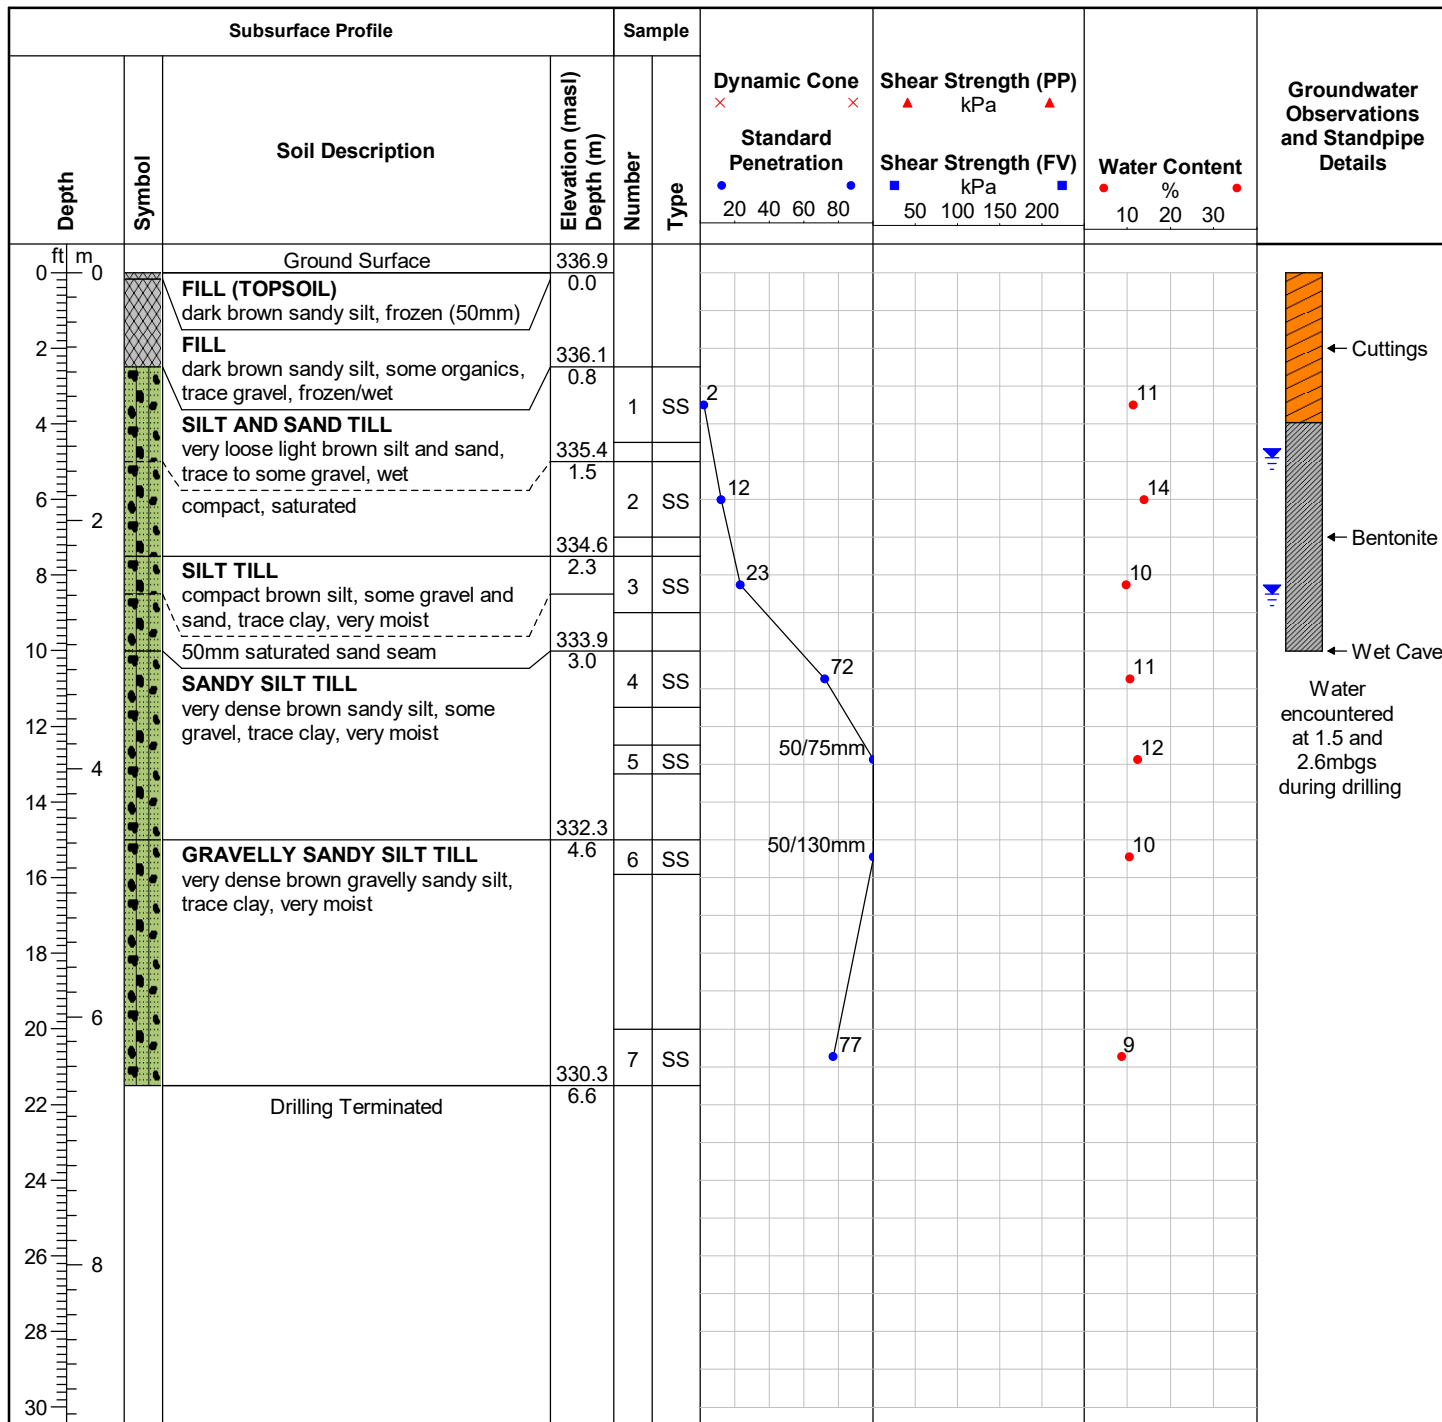 Subsurface Profile
Sample
Depth
Symbol
Soil Description
Elevation (masl)
Depth (m)
Number
Type
Dynamic Cone
Standard
Penetration
20 40 60 80
Shear Strength (PP)
kPa
Shear Strength (FV)
kPa
50 100 150 200
Water Content
%
10 20 30
Groundwater
Observations
and Standpipe
Details
ft m
Ground Surface
336.9
0 0
0.0
FILL (TOPSOIL)
dark brown sandy silt, frozen (50mm)
2
FILL
336.1
dark brown sandy silt, some organics,
0.8
trace gravel, frozen/wet
Cuttings
1 SS
2
11
4
SILT AND SAND TILL
very loose light brown silt and sand,
335.4
trace to some gravel, wet
1.5
compact, saturated
6
2
2 SS
12
14
334.6
Bentonite
2.3
SILT TILL
8
compact brown silt, some gravel and
sand, trace clay, very moist
3 SS
23
10
333.9
10
50mm saturated sand seam
3.0
Wet Cave
SANDY SILT TILL
very dense brown sandy silt, some
gravel, trace clay, very moist
4 SS
72
11
Water
encountered
at 1.5 and
2.6mbgs
during drilling
12
4
5 SS
50/75mm
12
14
332.3
4.6
GRAVELLY SANDY SILT TILL
very dense brown gravelly sandy silt,
trace clay, very moist
6 SS
50/130mm
10
16
18
6
20
7 SS
77
9
330.3
6.6
22
Drilling Terminated
24
26
8
28
30